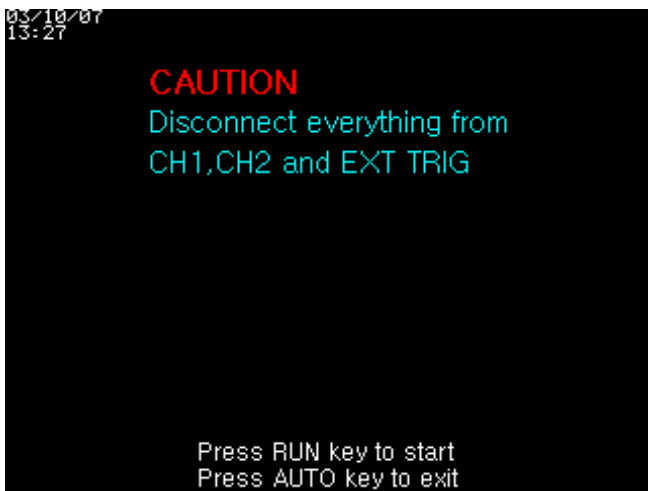 03/10/07
13:27
CAUTION
Disconnect everything from
CH1,CH2 and EXT TRIG
Press RUN key to start
Press AUTO key to exit